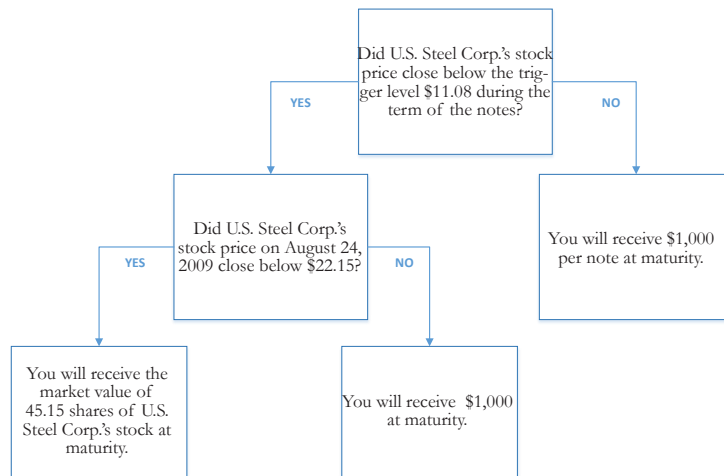 Did U.S. Steel Corp.'s stock
price close below the trig-
ger level $11.08 during the
term of the notes?
YES
NO
Did U.S. Steel Corp.'s
stock price on August 24,
2009 close below $22.15?
You will receive $1,000
per note at maturity.
YES
NO
You will receive the
market value of
45.15 shares of U.S.
Steel Corp.'s stock at
maturity.
You will receive  $1,000
at maturity.